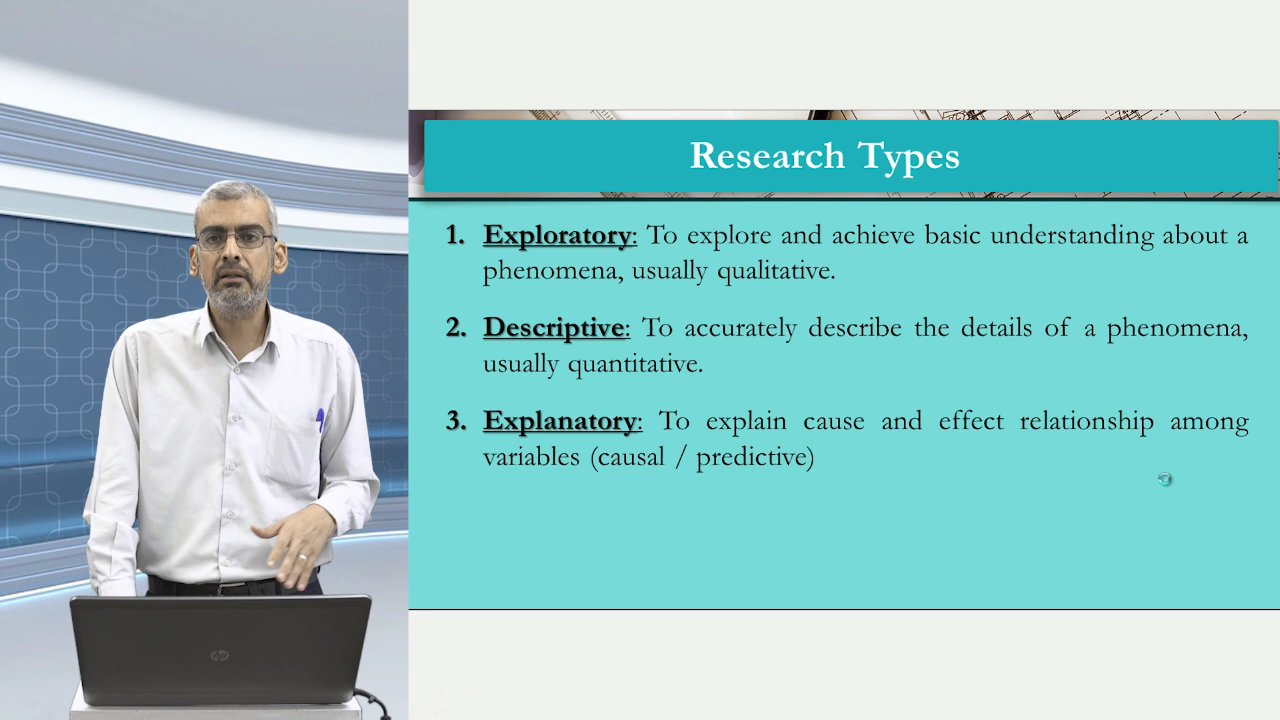 Research Types
1. Exploratory: To explore and achieve basic understanding about a
phenomena, usually qualitative.
2. Descriptive: To accurately describe the details of a phenomena,
usually quantitative.
3. Explanatory: To explain cause and effect relationship among
variables (causal / predictive)
hp